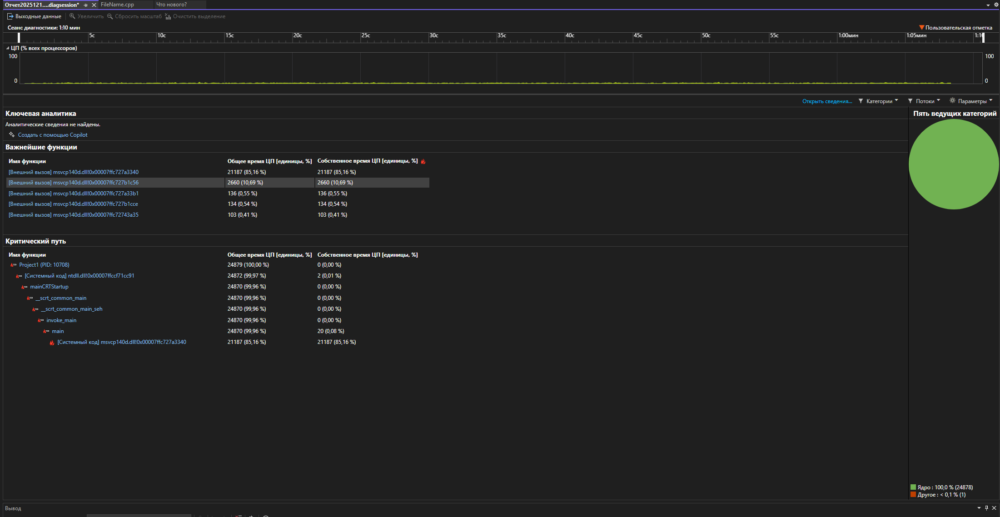 Отчет2025121....diagsession* FileName.cpp Что нового?
Выходные данные Увеличить Сбросить масштаб Очистить выделение
Сеанс диагностики: 1:10 мин Пользовательская отметка
5с 10с 15с 20с 25с 30с 35с 40с 45с 50с 55с 1:00мин 1:05мин 1:10
ЦП (% всех процессоров)
100 100
0 0
Открыть сведения... Категории Потоки Параметры
Ключевая аналитика Пять ведущих категорий
Аналитические сведения не найдены.
Создать с помощью Copilot
Важнейшие функции
Имя функции Общее время ЦП [единицы, %] Собственное время ЦП [единицы, %]
[Внешний вызов] msvcp140d.dll!0x00007ffc727a3340 21187 (85,16 %) 21187 (85,16 %)
[Внешний вызов] msvcp140d.dll!0x00007ffc727b1c56 2660 (10,69 %) 2660 (10,69 %)
[Внешний вызов] msvcp140d.dll!0x00007ffc727a33b1 136 (0,55 %) 136 (0,55 %)
[Внешний вызов] msvcp140d.dll!0x00007ffc727b1cce 134 (0,54 %) 134 (0,54 %)
[Внешний вызов] msvcp140d.dll!0x00007ffc72743a35 103 (0,41 %) 103 (0,41 %)
Критический путь
Имя функции Общее время ЦП [единицы, %] Собственное время ЦП [единицы, %]
Project1 (PID: 10708) 24879 (100,00 %) 0 (0,00 %)
[Системный код] ntdll.dll!0x00007ffccf71cc91 24872 (99,97 %) 2 (0,01 %)
mainCRTStartup 24870 (99,96 %) 0 (0,00 %)
__scrt_common_main 24870 (99,96 %) 0 (0,00 %)
__scrt_common_main_seh 24870 (99,96 %) 0 (0,00 %)
invoke_main 24870 (99,96 %) 0 (0,00 %)
main 24870 (99,96 %) 20 (0,08 %)
[Системный код] msvcp140d.dll!0x00007ffc727a3340 21187 (85,16 %) 21187 (85,16 %)
Ядро : 100,0 % (24878)
Другое : < 0,1 % (1)
Вывод